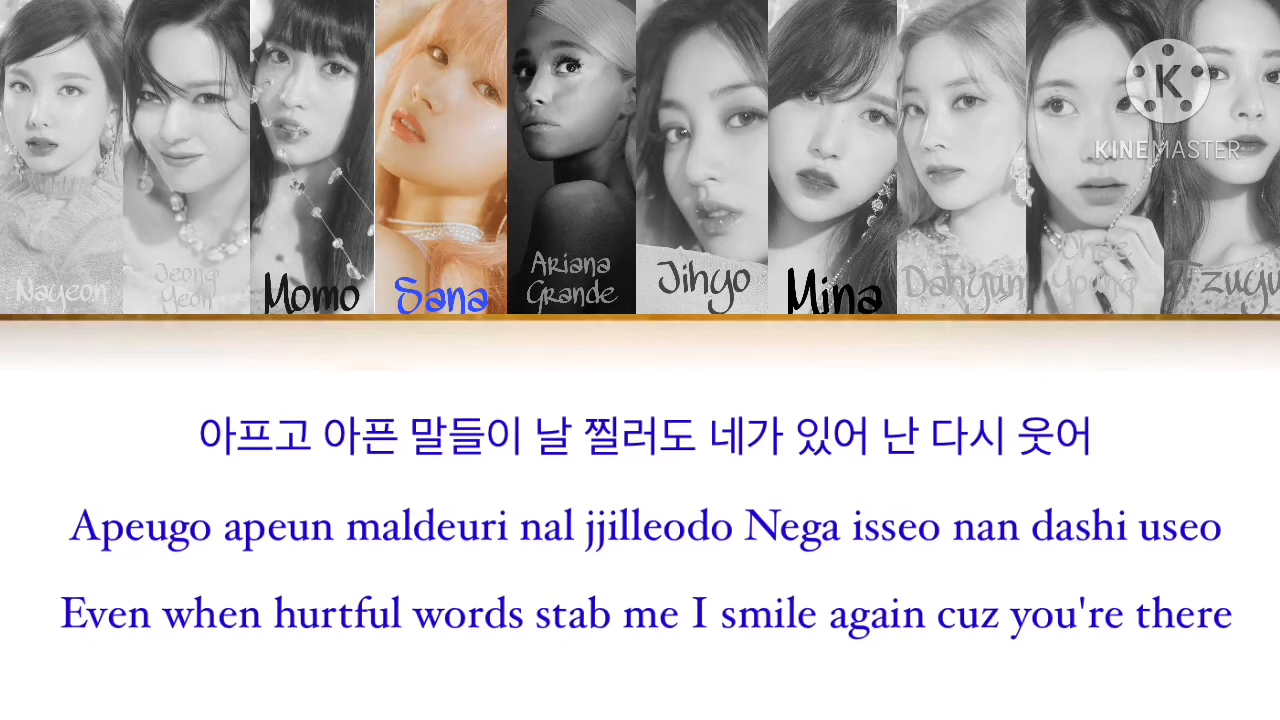 Nayeon
Jeong
Yeon
Momo
Sana
Ariana
Grande
Jihyo
Mina
Dahyun
Chae
Young
Tzuyu
K
KINEMASTER
아프고 아픈 말들이 날 찔러도 네가 있어 난 다시 웃어
Apeugo apeun maldeuri nal jjilleodo Nega isseo nan dashi useo
Even when hurtful words stab me I smile again cuz you're there